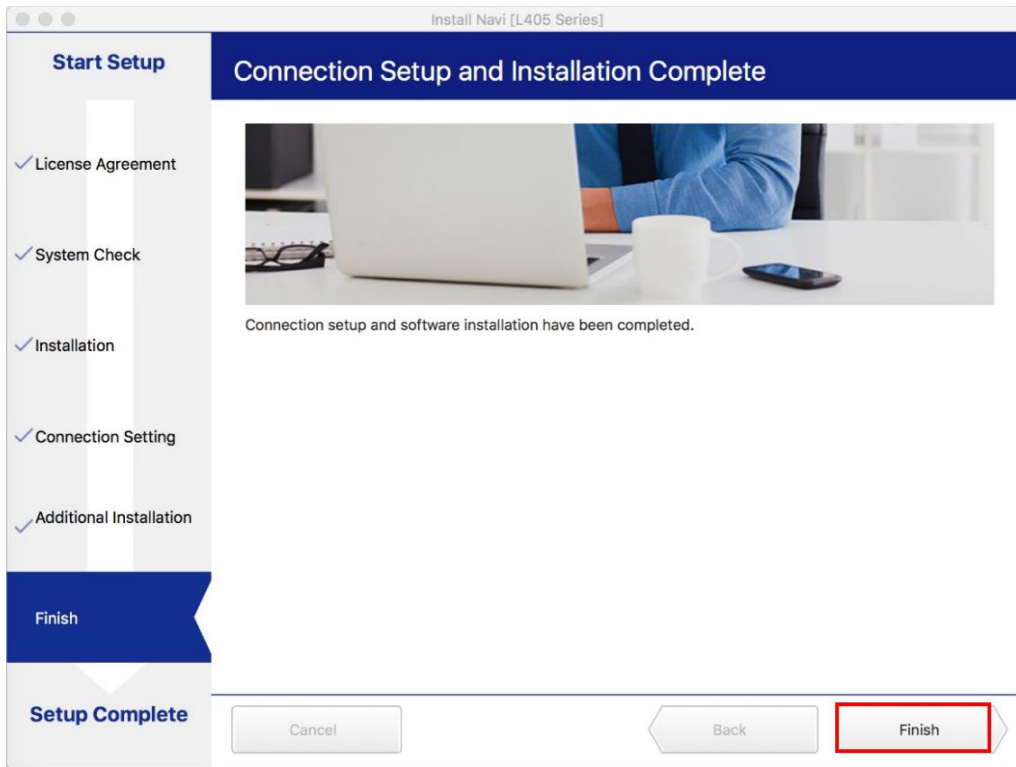 Install Navi [L405 Series]
Start Setup
Connection Setup and Installation Complete
License Agreement
System Check
Installation
Connection Setting
Additional Installation
Finish
Setup Complete
Connection setup and software installation have been completed.
Cancel
Back
Finish